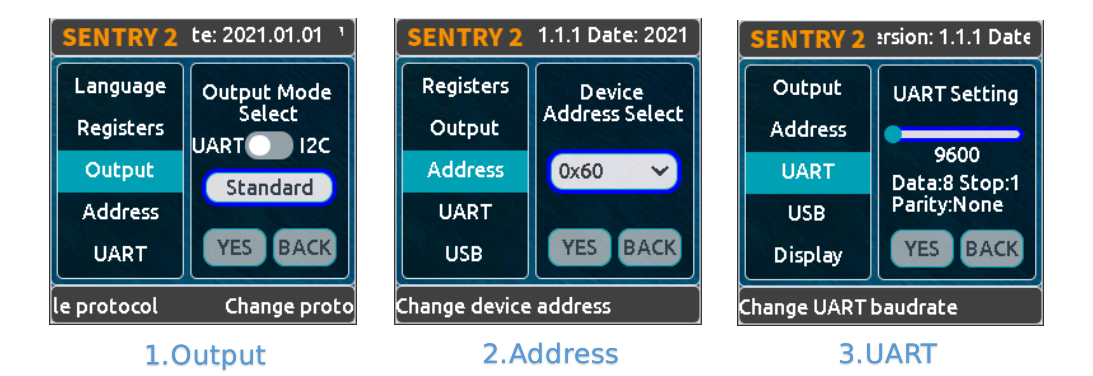 SENTRY 2 te: 2021.01.01
Language
Registers
Output
Address
UART
Output Mode
Select
UART I2C
Standard
YES BACK
le protocol Change proto
1.Output
SENTRY 2 1.1.1 Date: 2021
Registers
Output
Address
UART
USB
Device
Address Select
0x60
YES BACK
Change device address
2.Address
SENTRY 2 ersion: 1.1.1 Date
Output
Address
UART
USB
Display
UART Setting
9600
Data:8 Stop:1
Parity:None
YES BACK
Change UART baudrate
3.UART